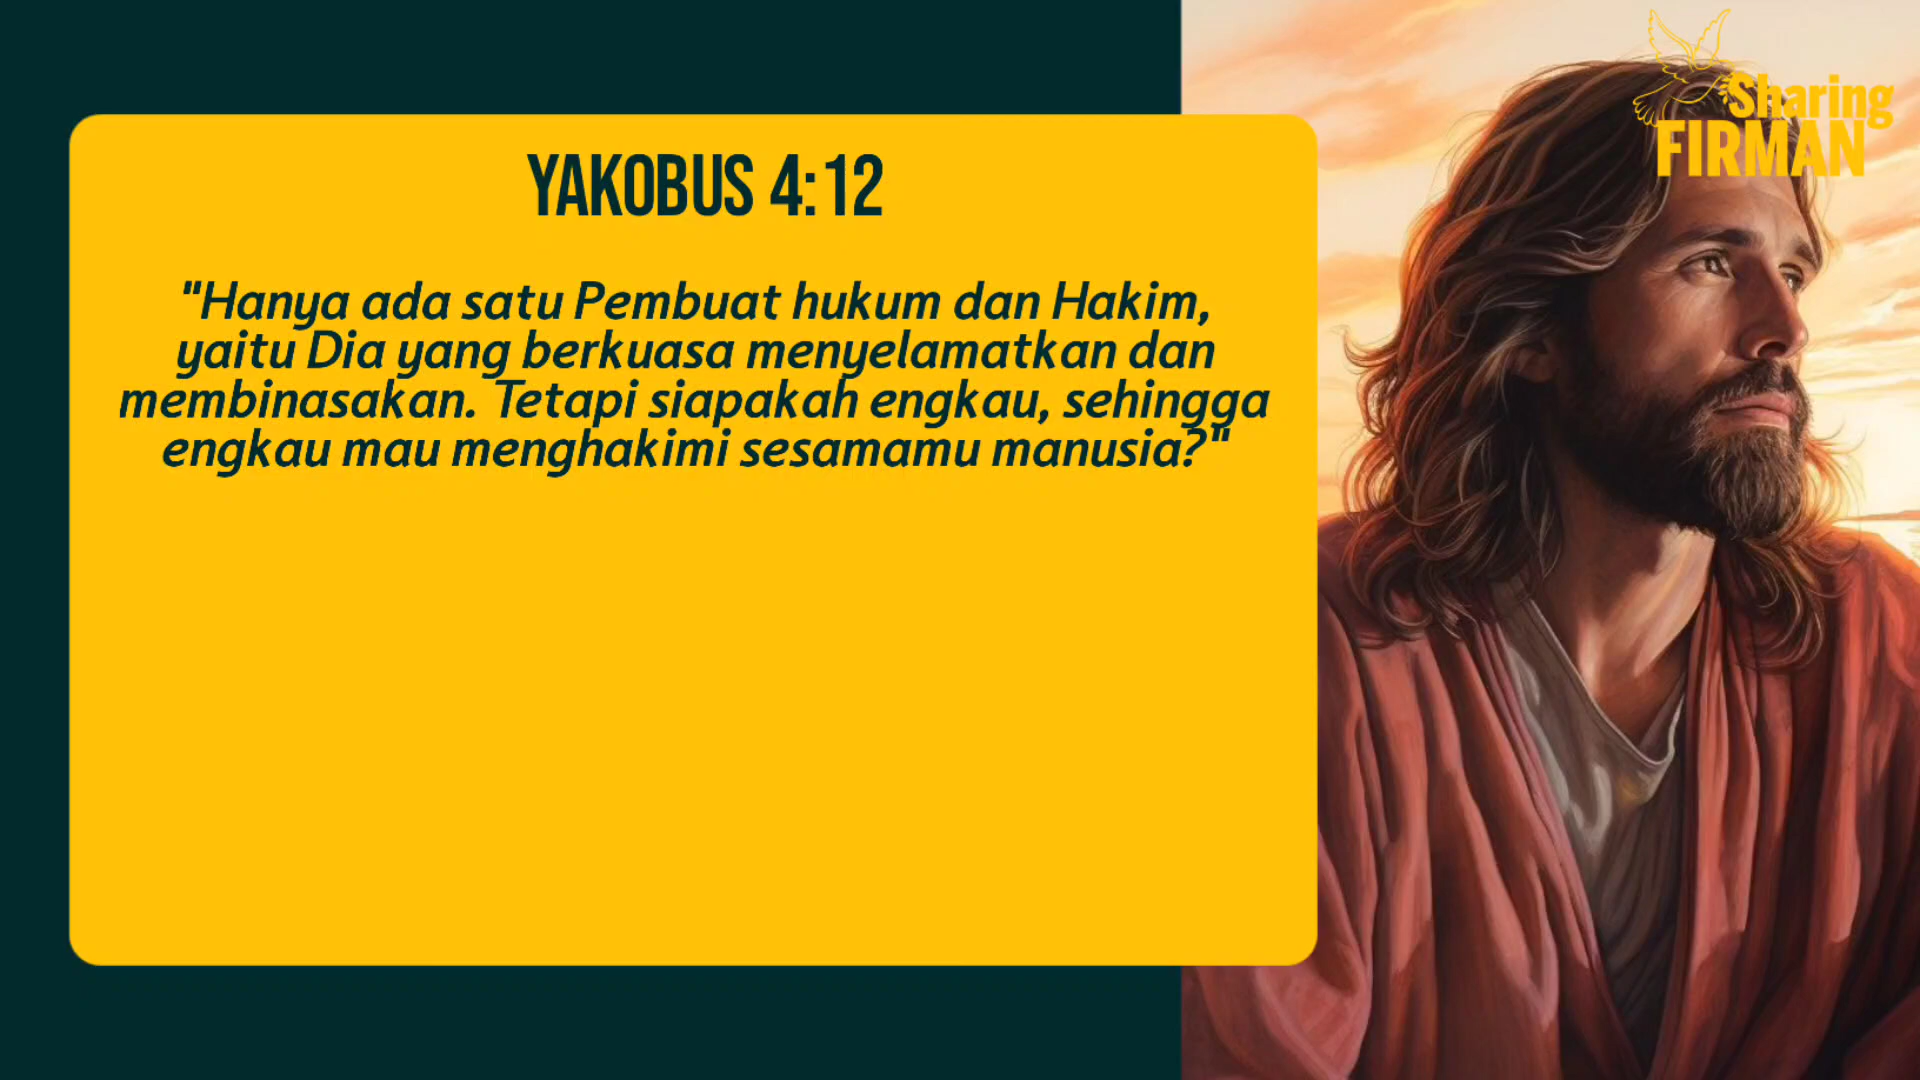 Sharing
FIRMAN
YAKOBUS 4:12
"Hanya ada satu Pembuat hukum dan Hakim,
yaitu Dia yang berkuasa menyelamatkan dan
membinasakan. Tetapi siapakah engkau, sehingga
engkau mau menghakimi sesamamu manusia?"